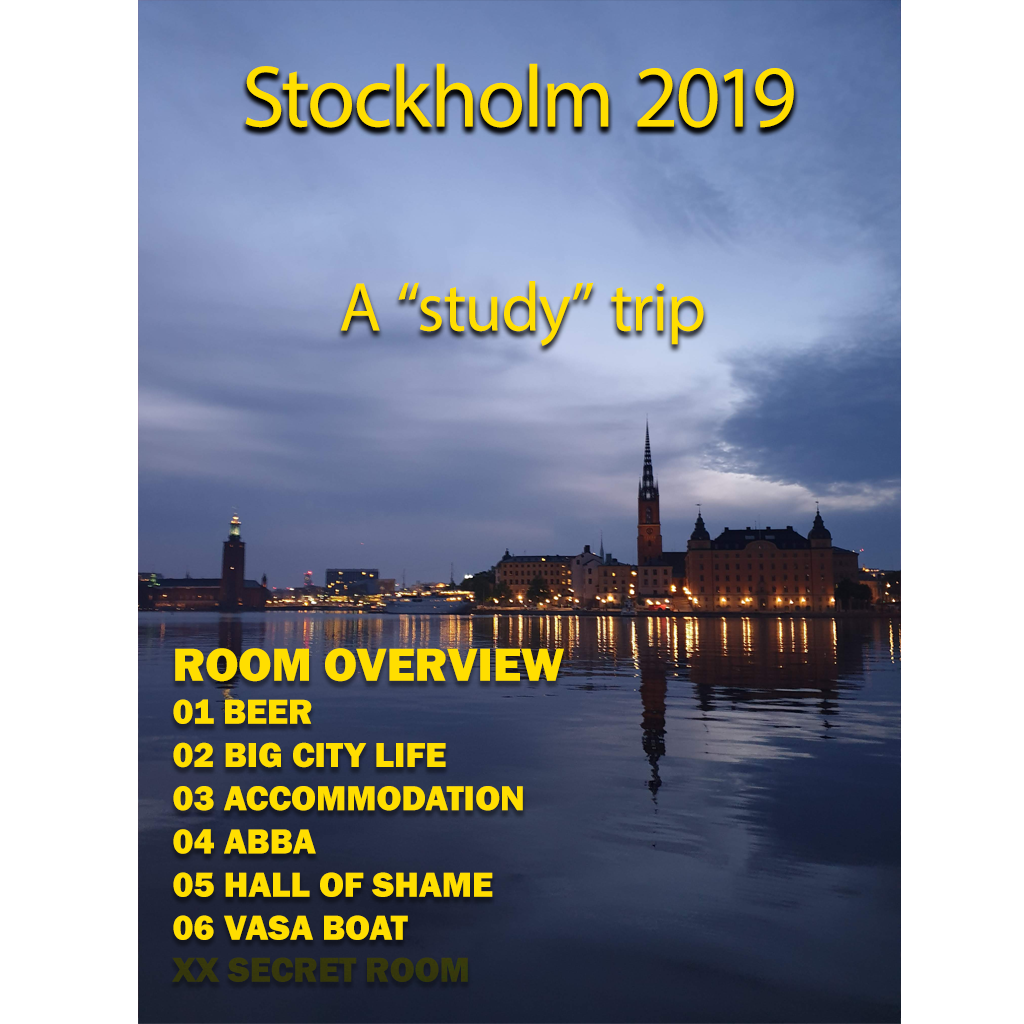 Stockholm 2019
A “study” trip
ROOM OVERVIEW
01 BEER
02 BIG CITY LIFE
03 ACCOMMODATION
04 ABBA
05 HALL OF SHAME
06 VASA BOAT
XX SECRET ROOM